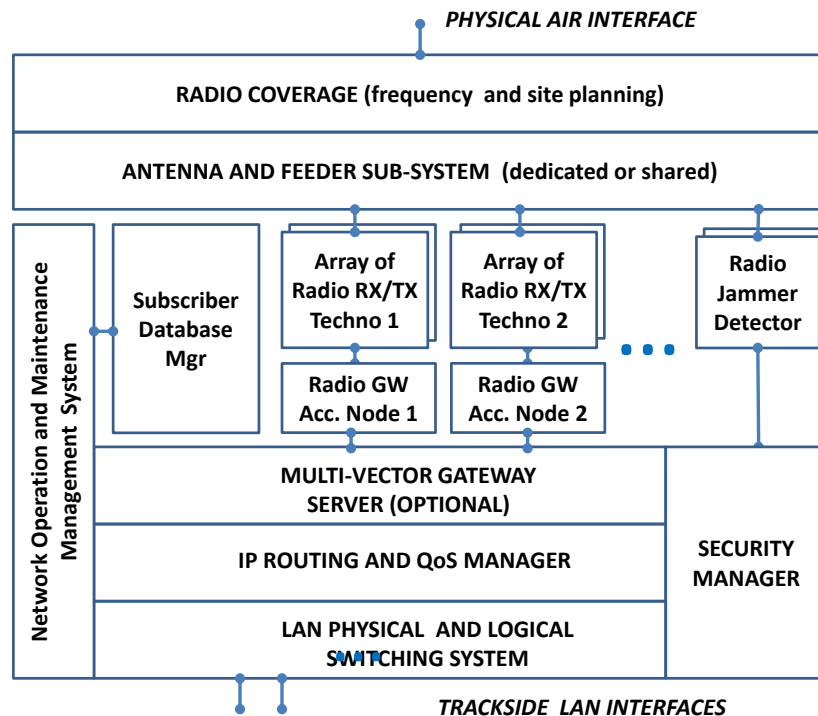 PHYSICAL AIR INTERFACE
RADIO COVERAGE (frequency and site planning)
ANTENNA AND FEEDER SUB-SYSTEM (dedicated or shared)
Network Operation and Maintenance
Management System
Subscriber
Database
Mgr
Array of
Radio RX/TX
Techno 1
Array of
Radio RX/TX
Techno 2
Radio
Jammer
Detector
Radio GW
Acc. Node 1
Radio GW
Acc. Node 2
MULTI-VECTOR GATEWAY
SERVER (OPTIONAL)
IP ROUTING AND QoS MANAGER
SECURITY
MANAGER
LAN PHYSICAL AND LOGICAL
SWITCHING SYSTEM
TRACKSIDE LAN INTERFACES